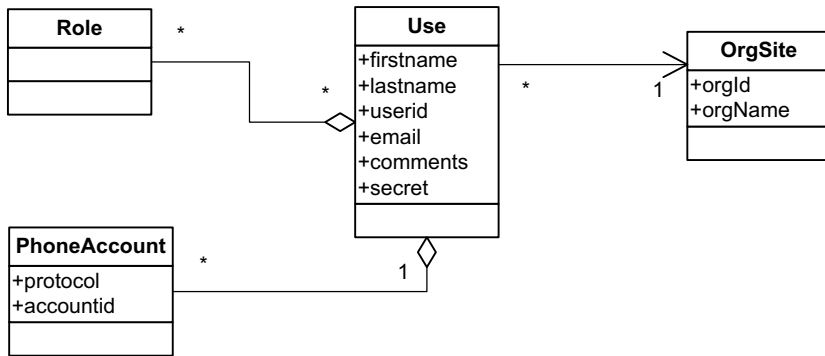 Role
*
*
Use
+firstname
+lastname
+userid
+email
+comments
+secret
*
1
OrgSite
+orgId
+orgName
PhoneAccount
+protocol
+accountid
*
1